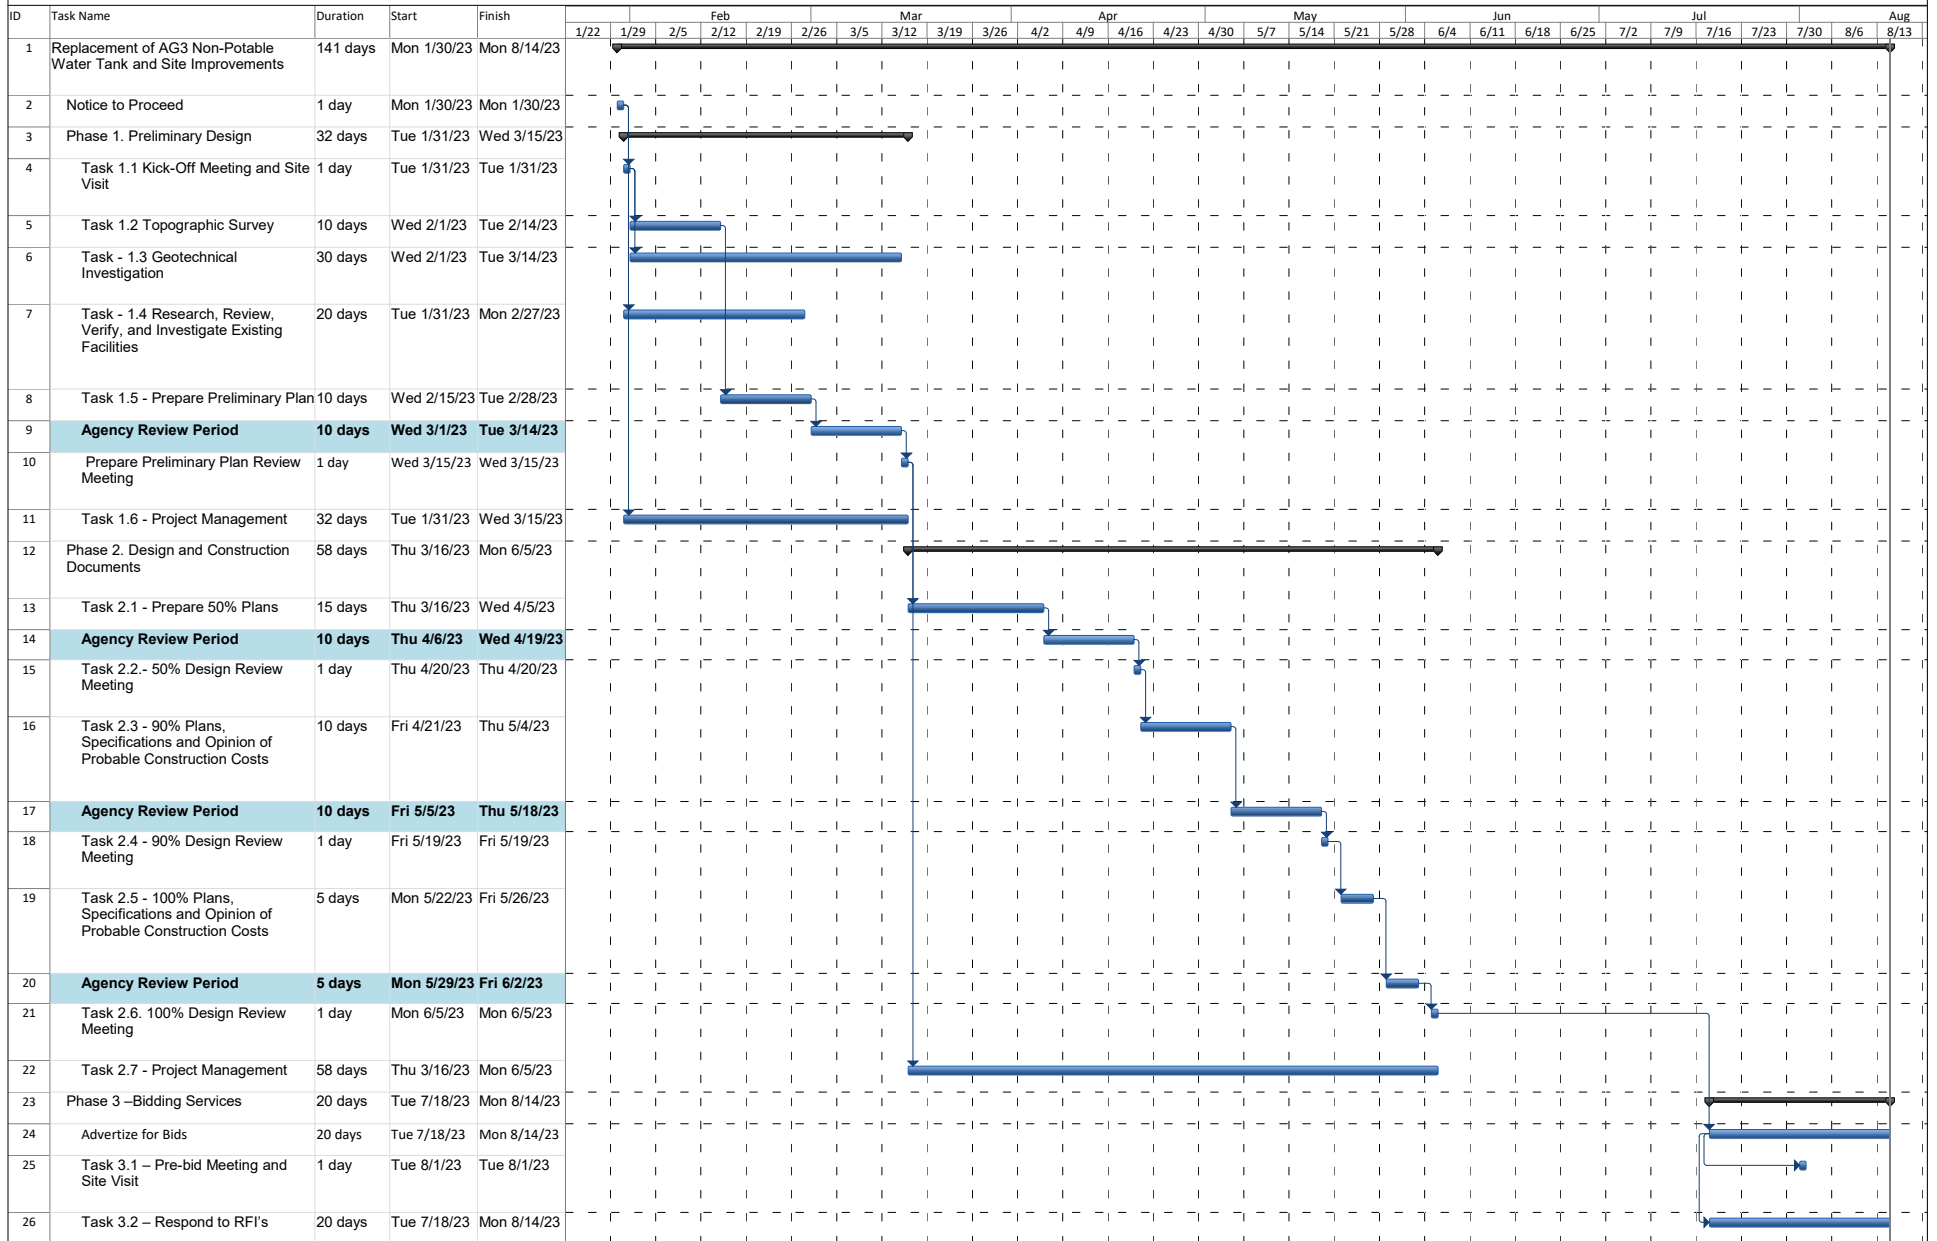 ID Task Name Duration Start Finish Feb Mar Apr May Jun Jul Aug
1/22 1/29 2/5 2/12 2/19 2/26 3/5 3/12 3/19 3/26 4/2 4/9 4/16 4/23 4/30 5/7 5/14 5/21 5/28 6/4 6/11 6/18 6/25 7/2 7/9 7/16 7/23 7/30 8/6 8/13
1 Replacement of AG3 Non-Potable 141 days Mon 1/30/23 Mon 8/14/23
Water Tank and Site Improvements
2 Notice to Proceed 1 day Mon 1/30/23 Mon 1/30/23
3 Phase 1. Preliminary Design 32 days Tue 1/31/23 Wed 3/15/23
4 Task 1.1 Kick-Off Meeting and Site 1 day Tue 1/31/23 Tue 1/31/23
Visit
5 Task 1.2 Topographic Survey 10 days Wed 2/1/23 Tue 2/14/23
6 Task - 1.3 Geotechnical 30 days Wed 2/1/23 Tue 3/14/23
Investigation
7 Task - 1.4 Research, Review, 20 days Tue 1/31/23 Mon 2/27/23
Verify, and Investigate Existing
Facilities
8 Task 1.5 - Prepare Preliminary Plan 10 days Wed 2/15/23 Tue 2/28/23
9 Agency Review Period 10 days Wed 3/1/23 Tue 3/14/23
10 Prepare Preliminary Plan Review 1 day Wed 3/15/23 Wed 3/15/23
Meeting
11 Task 1.6 - Project Management 32 days Tue 1/31/23 Wed 3/15/23
12 Phase 2. Design and Construction 58 days Thu 3/16/23 Mon 6/5/23
Documents
13 Task 2.1 - Prepare 50% Plans 15 days Thu 3/16/23 Wed 4/5/23
14 Agency Review Period 10 days Thu 4/6/23 Wed 4/19/23
15 Task 2.2.- 50% Design Review 1 day Thu 4/20/23 Thu 4/20/23
Meeting
16 Task 2.3 - 90% Plans, 10 days Fri 4/21/23 Thu 5/4/23
Specifications and Opinion of
Probable Construction Costs
17 Agency Review Period 10 days Fri 5/5/23 Thu 5/18/23
18 Task 2.4 - 90% Design Review 1 day Fri 5/19/23 Fri 5/19/23
Meeting
19 Task 2.5 - 100% Plans, 5 days Mon 5/22/23 Fri 5/26/23
Specifications and Opinion of
Probable Construction Costs
20 Agency Review Period 5 days Mon 5/29/23 Fri 6/2/23
21 Task 2.6. 100% Design Review 1 day Mon 6/5/23 Mon 6/5/23
Meeting
22 Task 2.7 - Project Management 58 days Thu 3/16/23 Mon 6/5/23
23 Phase 3 –Bidding Services 20 days Tue 7/18/23 Mon 8/14/23
24 Advertize for Bids 20 days Tue 7/18/23 Mon 8/14/23
25 Task 3.1 – Pre-bid Meeting and 1 day Tue 8/1/23 Tue 8/1/23
Site Visit
26 Task 3.2 – Respond to RFI's 20 days Tue 7/18/23 Mon 8/14/23